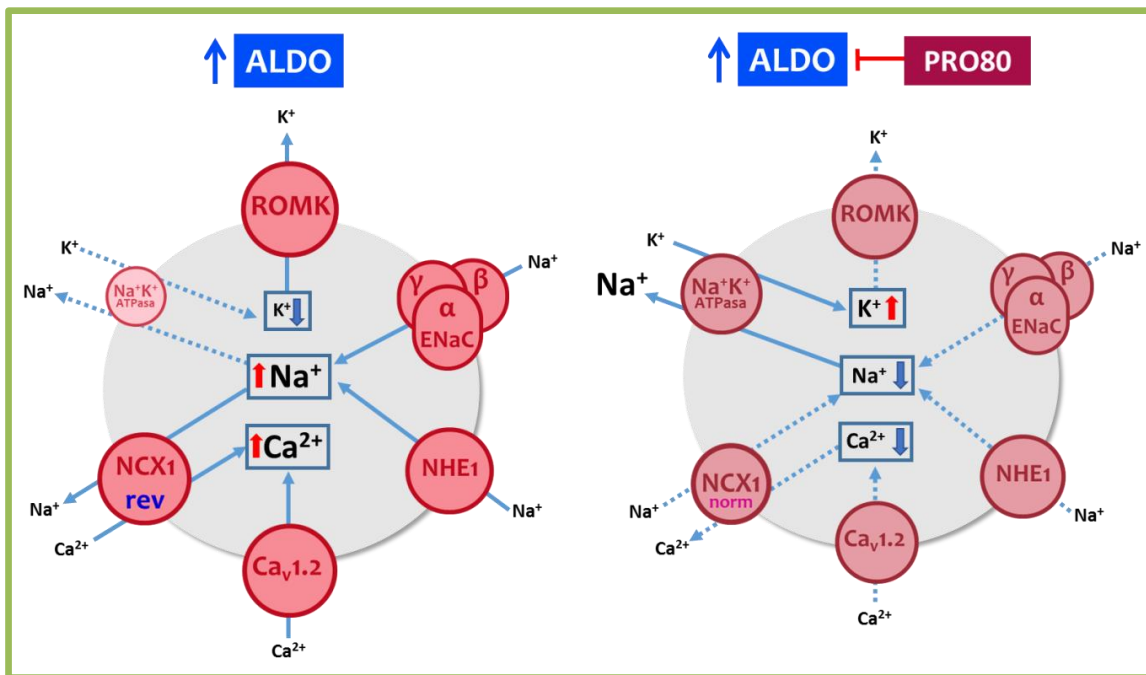 ALDO
K⁺
ROMK
K⁺
Na⁺
Na⁺K⁺
ATPasa
K⁺
γ
β
α
ENaC
Na⁺
Na⁺
Ca²⁺
NCX1
rev
NHE1
Na⁺
Ca²⁺
Na⁺
Caᵥ1.2
Ca²⁺
ALDO
PRO80
K⁺
ROMK
K⁺
Na⁺
Na⁺K⁺
ATPasa
K⁺
γ
β
α
ENaC
Na⁺
Na⁺
Ca²⁺
NCX1
norm
NHE1
Na⁺
Ca²⁺
Na⁺
Caᵥ1.2
Ca²⁺